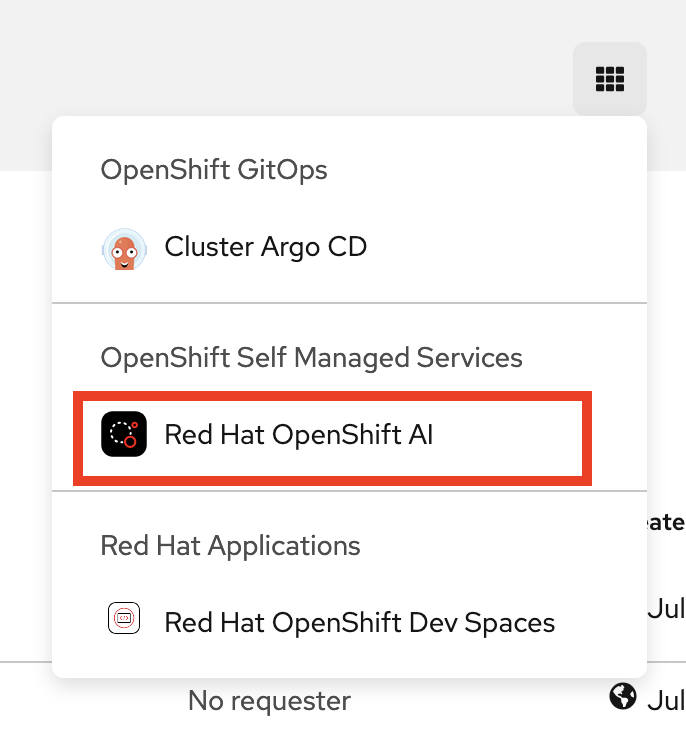 OpenShift GitOps
Cluster Argo CD
OpenShift Self Managed Services
Red Hat OpenShift AI
Red Hat Applications
Red Hat OpenShift Dev Spaces
eate
Jul
No requester
Jul